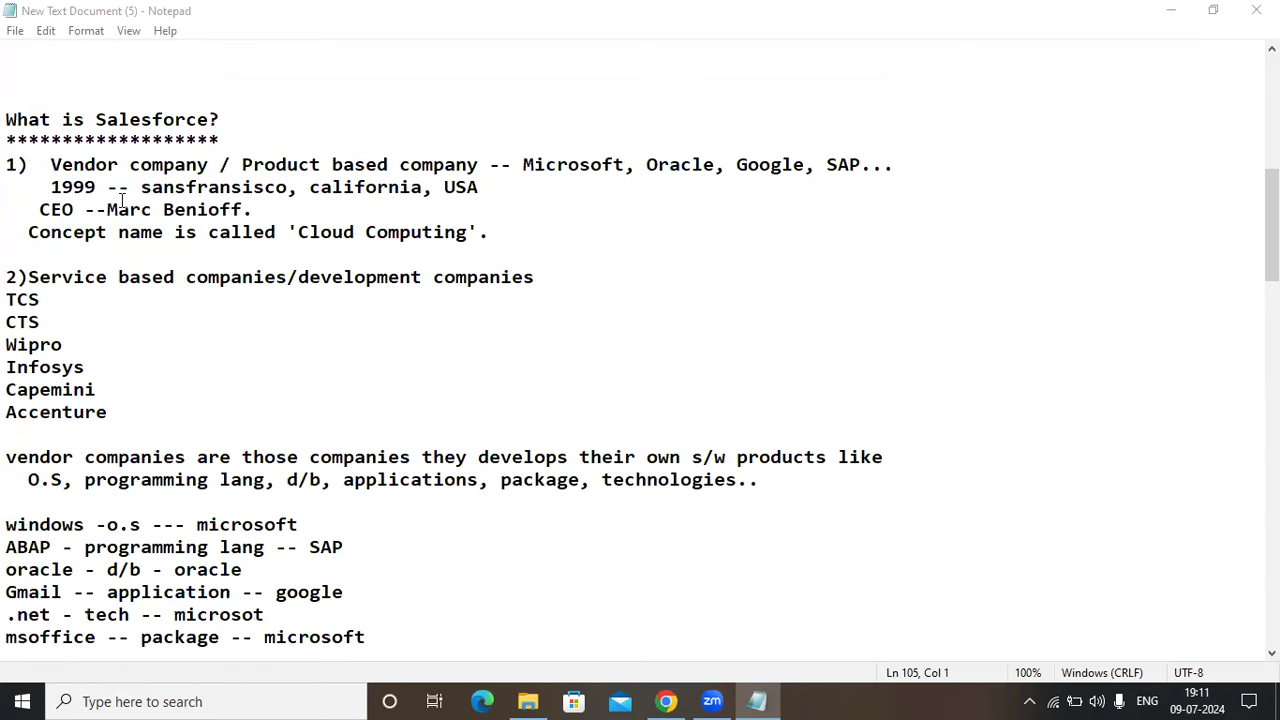 New Text Document (5) - Notepad
File Edit Format View Help
What is Salesforce?
*******************
1)  Vendor company / Product based company -- Microsoft, Oracle, Google, SAP...
    1999 -- sansfransisco, california, USA
   CEO --Marc Benioff.
  Concept name is called 'Cloud Computing'.
2)Service based companies/development companies
TCS
CTS
Wipro
Infosys
Capemini
Accenture
vendor companies are those companies they develops their own s/w products like
  O.S, programming lang, d/b, applications, package, technologies..
windows -o.s --- microsoft
ABAP - programming lang -- SAP
oracle - d/b - oracle
Gmail -- application -- google
.net - tech -- microsot
msoffice -- package -- microsoft
Ln 105, Col 1 100% Windows (CRLF) UTF-8
Type here to search zm ENG 19:11
09-07-2024